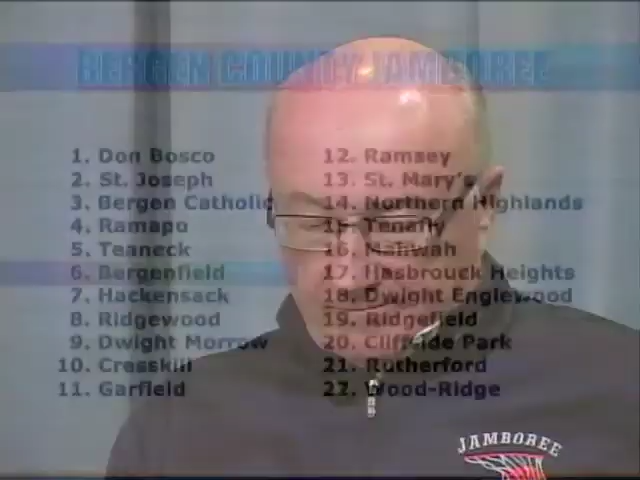 BERGEN COUNTY JAMBOREE
1. Don Bosco
2. St. Joseph
3. Bergen Catholic
4. Ramapo
5. Teaneck
6. Bergenfield
7. Hackensack
8. Ridgewood
9. Dwight Morrow
10. Cresskill
11. Garfield
12. Ramsey
13. St. Mary's
14. Northern Highlands
15. Tenafly
16. Mahwah
17. Hasbrouck Heights
18. Dwight Englewood
19. Ridgefield
20. Cliffside Park
21. Rutherford
22. Wood-Ridge
JAMBOREE